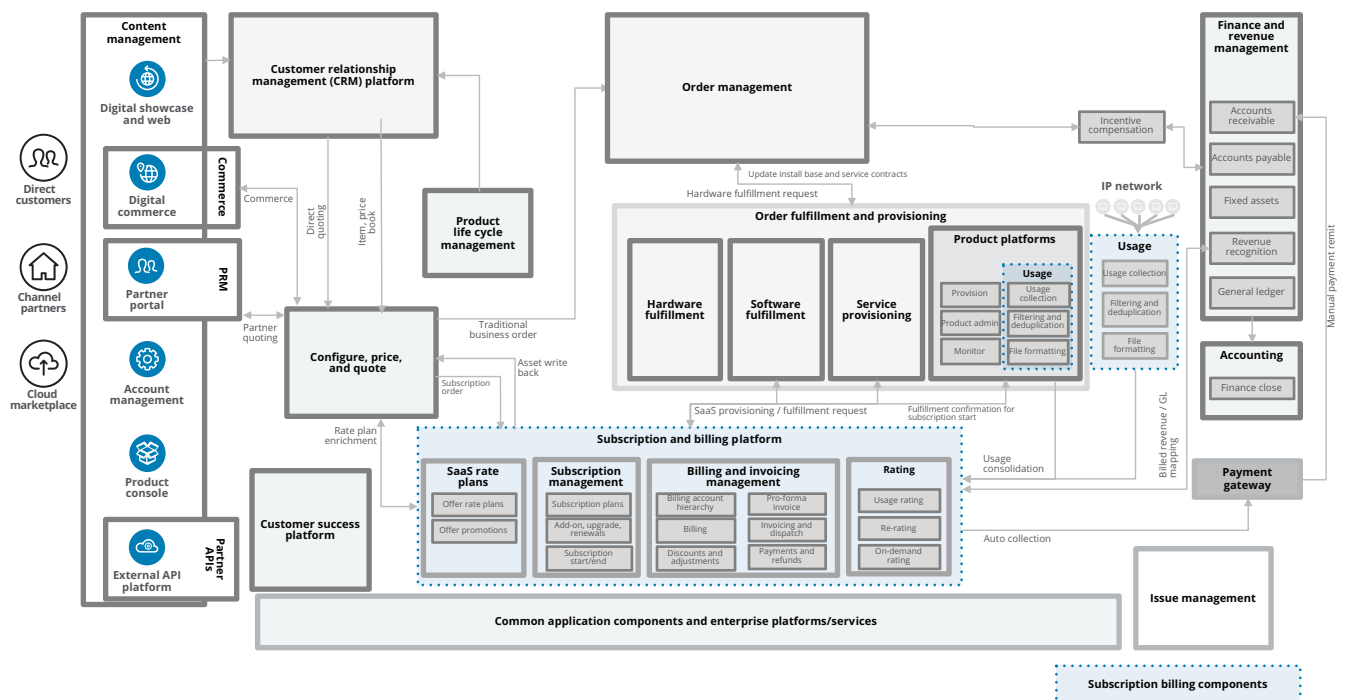 Content
management
Digital showcase
and web
Direct
customers
Digital
commerce
Commerce
Channel
partners
Partner
portal
PRM
Cloud
marketplace
Account
management
Product
console
External API
platform
Partner
APIs
Customer relationship
management (CRM) platform
Commerce
Direct
quoting
Item, price
book
Product
life cycle
management
Partner
quoting
Configure, price,
and quote
Traditional
business order
Asset write
back
Subscription
order
Rate plan
enrichment
Customer success
platform
Order management
Update install base and service contracts
Hardware fulfillment request
Order fulfillment and provisioning
Hardware
fulfillment
Software
fulfillment
Service
provisioning
Product platforms
Provision
Product admin
Monitor
Usage
Usage
collection
Filtering and
deduplication
File formatting
SaaS provisioning / fulfillment request
Fulfillment confirmation for
subscription start
Subscription and billing platform
SaaS rate
plans
Offer rate plans
Offer promotions
Subscription
management
Subscription plans
Add-on, upgrade,
renewals
Subscription
start/end
Billing and invoicing
management
Billing account
hierarchy
Billing
Discounts and
adjustments
Pro-forma
invoice
Invoicing and
dispatch
Payments and
refunds
Rating
Usage rating
Re-rating
On-demand
rating
Usage
consolidation
Auto collection
Incentive
compensation
IP network
Usage
Usage collection
Filtering and
deduplication
File
formatting
Billed revenue / GL
mapping
Finance and
revenue
management
Accounts
receivable
Accounts payable
Fixed assets
Revenue
recognition
General ledger
Manual payment remit
Accounting
Finance close
Payment
gateway
Issue management
Common application components and enterprise platforms/services
Subscription billing components